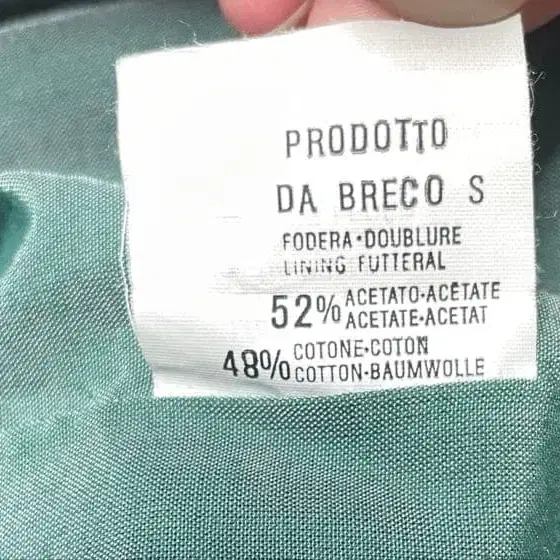 PRODOTTO
DA BRECO S
FODERA·DOUBLURE
LINING FUTTERAL
52% ACETATO·ACÉTATE
ACETATE·ACETAT
48% COTONE·COTON
COTTON·BAUMWOLLE